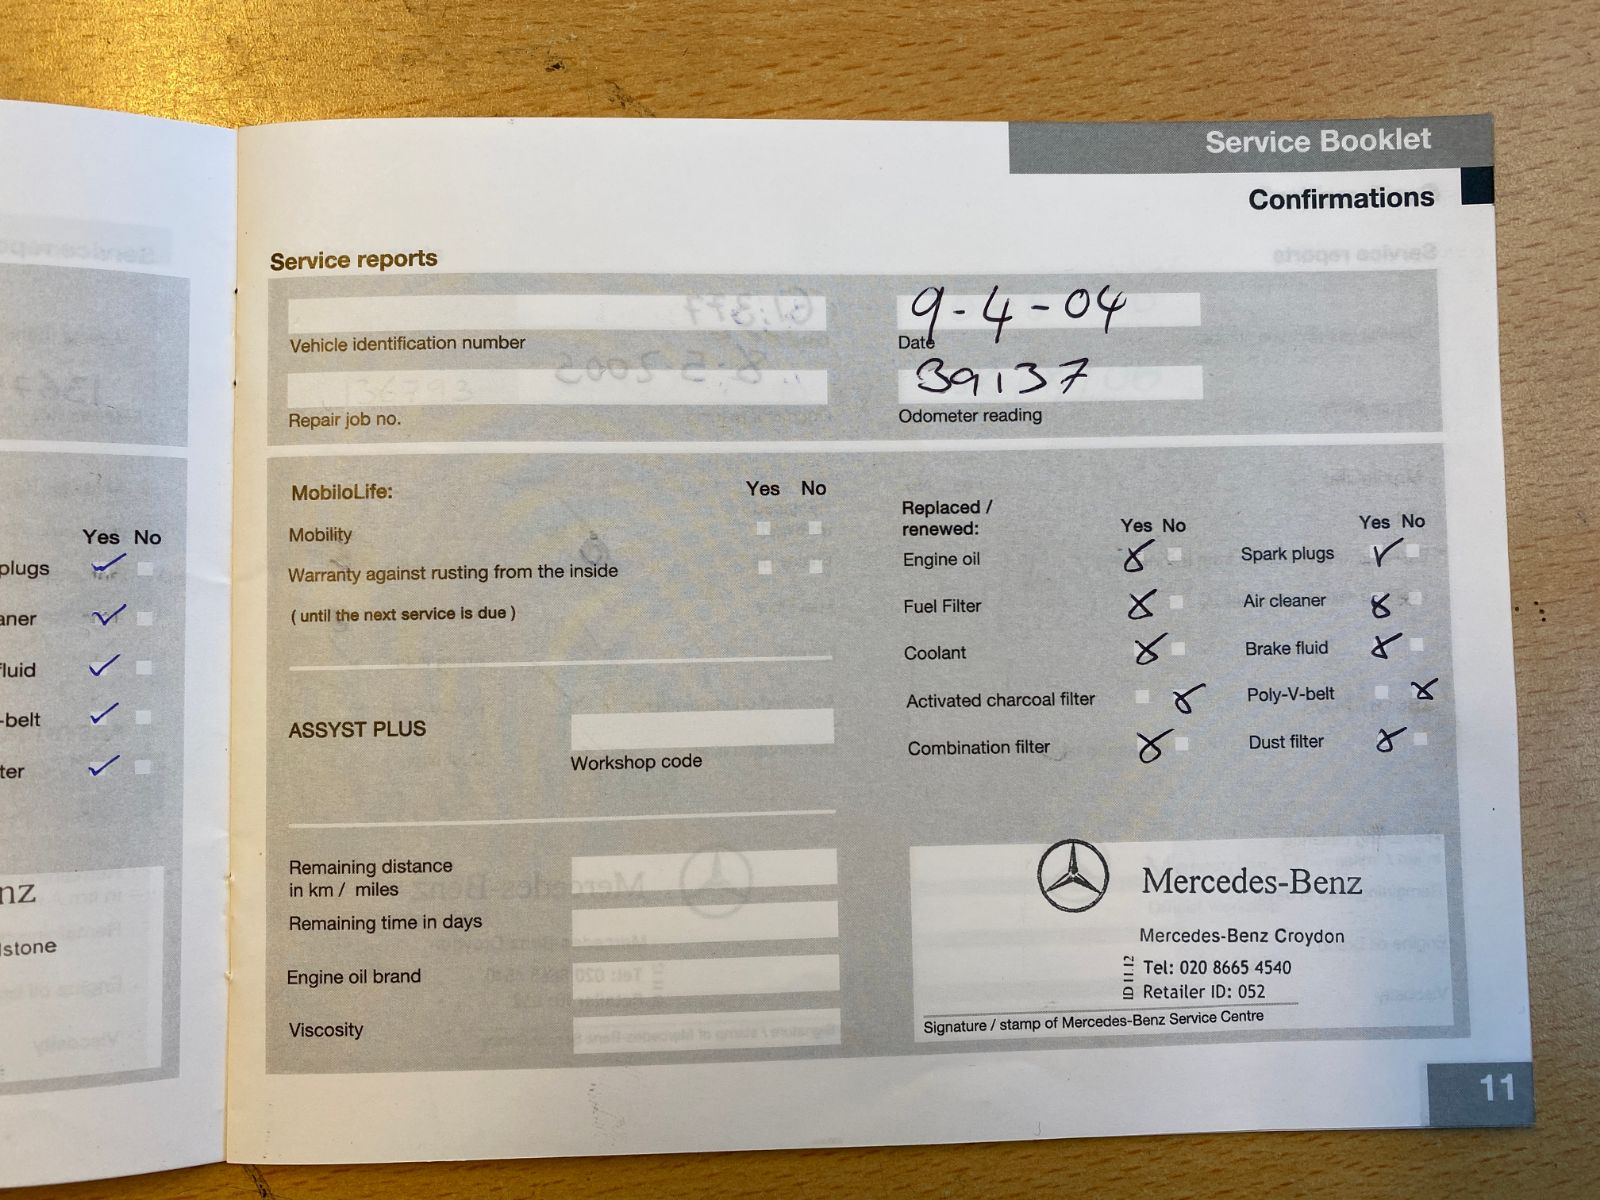 Yes No
plugs
aner
fluid
-belt
ter
nz
lstone
Service Booklet
Confirmations
Service reports
Vehicle identification number
9-4-04
Date
Repair job no.
39137
Odometer reading
MobiloLife: Yes No
Mobility
Warranty against rusting from the inside
( until the next service is due )
ASSYST PLUS
Workshop code
Remaining distance
in km / miles
Remaining time in days
Engine oil brand
Viscosity
Replaced /
renewed: Yes No Yes No
Engine oil Spark plugs
Fuel Filter Air cleaner
Coolant Brake fluid
Activated charcoal filter Poly-V-belt
Combination filter Dust filter
Mercedes-Benz
Mercedes-Benz Croydon
Tel: 020 8665 4540
Retailer ID: 052
ID 11.12
Signature / stamp of Mercedes-Benz Service Centre
11